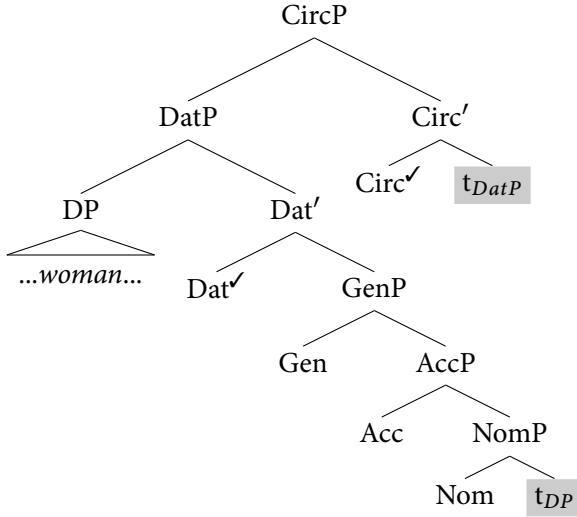 CircP
DatP Circ′
Circ✓ t_DatP
DP Dat′
...woman... Dat✓ GenP
Gen AccP
Acc NomP
Nom t_DP